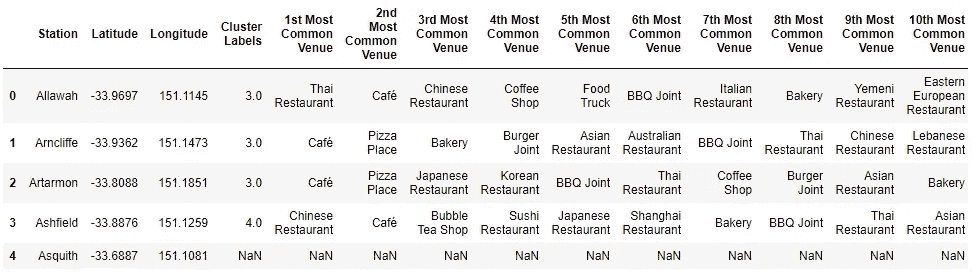 Station Latitude Longitude Cluster Labels 1st Most Common Venue 2nd Most Common Venue 3rd Most Common Venue 4th Most Common Venue 5th Most Common Venue 6th Most Common Venue 7th Most Common Venue 8th Most Common Venue 9th Most Common Venue 10th Most Common Venue
0 Allawah -33.9697 151.1145 3.0 Thai Restaurant Café Chinese Restaurant Coffee Shop Food Truck BBQ Joint Italian Restaurant Bakery Yemeni Restaurant Eastern European Restaurant
1 Arncliffe -33.9362 151.1473 3.0 Café Pizza Place Bakery Burger Joint Asian Restaurant Australian Restaurant BBQ Joint Thai Restaurant Chinese Restaurant Lebanese Restaurant
2 Artarmon -33.8088 151.1851 3.0 Café Pizza Place Japanese Restaurant Korean Restaurant BBQ Joint Thai Restaurant Coffee Shop Burger Joint Asian Restaurant Bakery
3 Ashfield -33.8876 151.1259 4.0 Chinese Restaurant Café Bubble Tea Shop Sushi Restaurant Japanese Restaurant Shanghai Restaurant Bakery BBQ Joint Thai Restaurant Asian Restaurant
4 Asquith -33.6887 151.1081 NaN NaN NaN NaN NaN NaN NaN NaN NaN NaN NaN